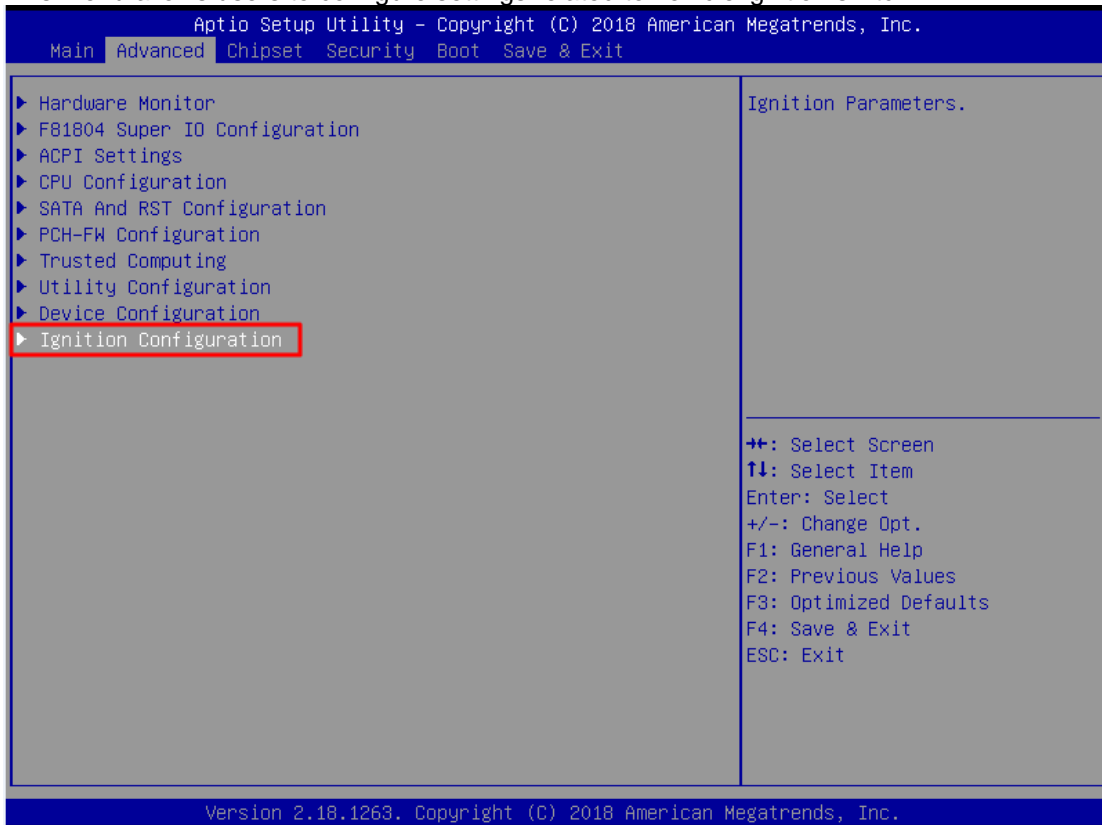 Aptio Setup Utility – Copyright (C) 2018 American Megatrends, Inc.
Main Advanced Chipset Security Boot Save & Exit
Hardware Monitor
F81804 Super IO Configuration
ACPI Settings
CPU Configuration
SATA And RST Configuration
PCH-FW Configuration
Trusted Computing
Utility Configuration
Device Configuration
Ignition Configuration
Ignition Parameters.
→←: Select Screen
↑↓: Select Item
Enter: Select
+/-: Change Opt.
F1: General Help
F2: Previous Values
F3: Optimized Defaults
F4: Save & Exit
ESC: Exit
Version 2.18.1263. Copyright (C) 2018 American Megatrends, Inc.